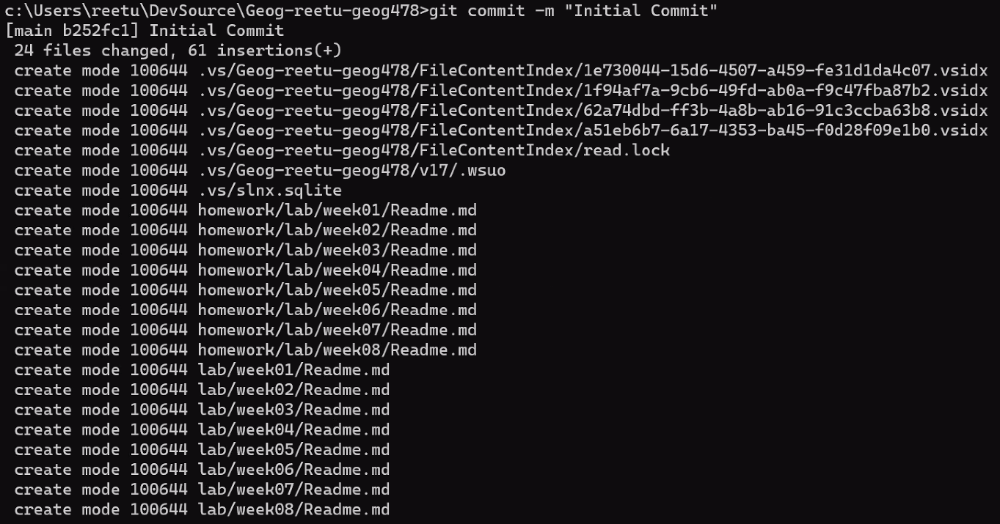 c:\Users\reetu\DevSource\Geog-reetu-geog478>git commit -m "Initial Commit"
[main b252fc1] Initial Commit
 24 files changed, 61 insertions(+)
 create mode 100644 .vs/Geog-reetu-geog478/FileContentIndex/1e730044-15d6-4507-a459-fe31d1da4c07.vsidx
 create mode 100644 .vs/Geog-reetu-geog478/FileContentIndex/1f94af7a-9cb6-49fd-ab0a-f9c47fba87b2.vsidx
 create mode 100644 .vs/Geog-reetu-geog478/FileContentIndex/62a74dbd-ff3b-4a8b-ab16-91c3ccba63b8.vsidx
 create mode 100644 .vs/Geog-reetu-geog478/FileContentIndex/a51eb6b7-6a17-4353-ba45-f0d28f09e1b0.vsidx
 create mode 100644 .vs/Geog-reetu-geog478/FileContentIndex/read.lock
 create mode 100644 .vs/Geog-reetu-geog478/v17/.wsuo
 create mode 100644 .vs/slnx.sqlite
 create mode 100644 homework/lab/week01/Readme.md
 create mode 100644 homework/lab/week02/Readme.md
 create mode 100644 homework/lab/week03/Readme.md
 create mode 100644 homework/lab/week04/Readme.md
 create mode 100644 homework/lab/week05/Readme.md
 create mode 100644 homework/lab/week06/Readme.md
 create mode 100644 homework/lab/week07/Readme.md
 create mode 100644 homework/lab/week08/Readme.md
 create mode 100644 lab/week01/Readme.md
 create mode 100644 lab/week02/Readme.md
 create mode 100644 lab/week03/Readme.md
 create mode 100644 lab/week04/Readme.md
 create mode 100644 lab/week05/Readme.md
 create mode 100644 lab/week06/Readme.md
 create mode 100644 lab/week07/Readme.md
 create mode 100644 lab/week08/Readme.md